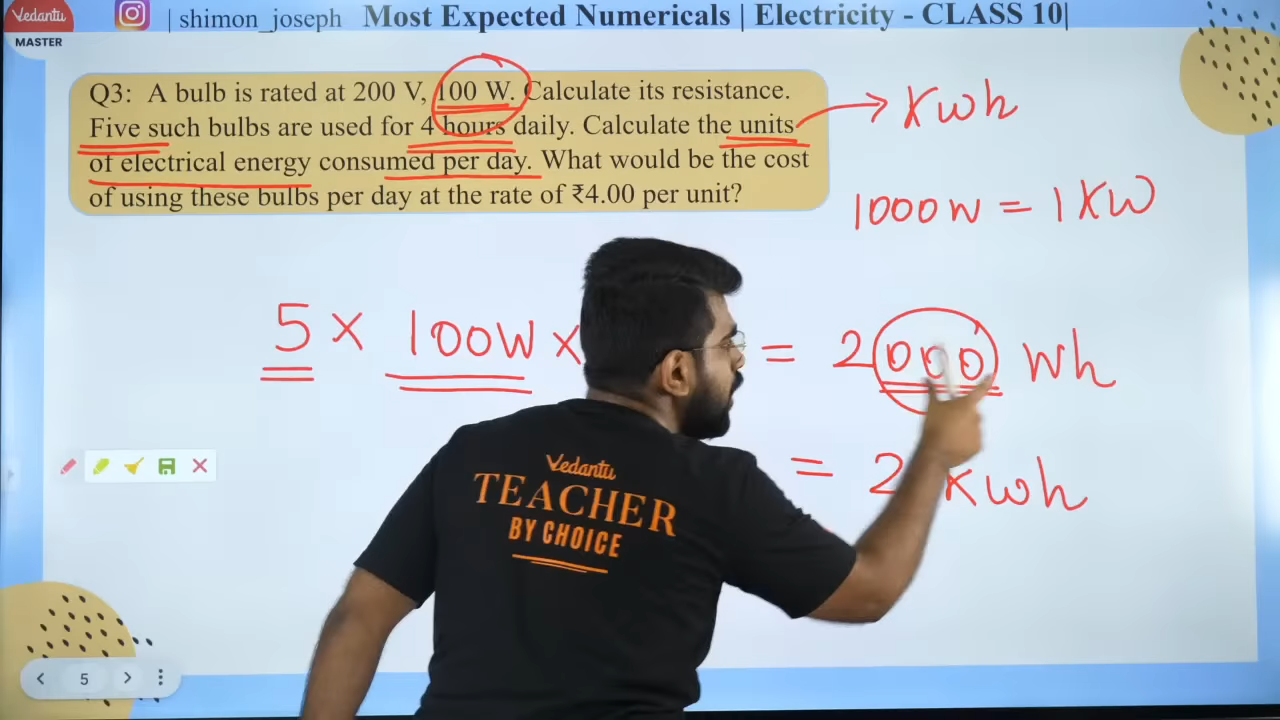 Vedantu
MASTER
| shimon_joseph
Most Expected Numericals | Electricity - CLASS 10|
Q3: A bulb is rated at 200 V, 100 W. Calculate its resistance.
Five such bulbs are used for 4 hours daily. Calculate the units
of electrical energy consumed per day. What would be the cost
of using these bulbs per day at the rate of ₹4.00 per unit?
kwh
1000w = 1 kW
5 × 100W ×
= 2000 Wh
= 2 kwh
Vedantu
TEACHER
BY CHOICE
5